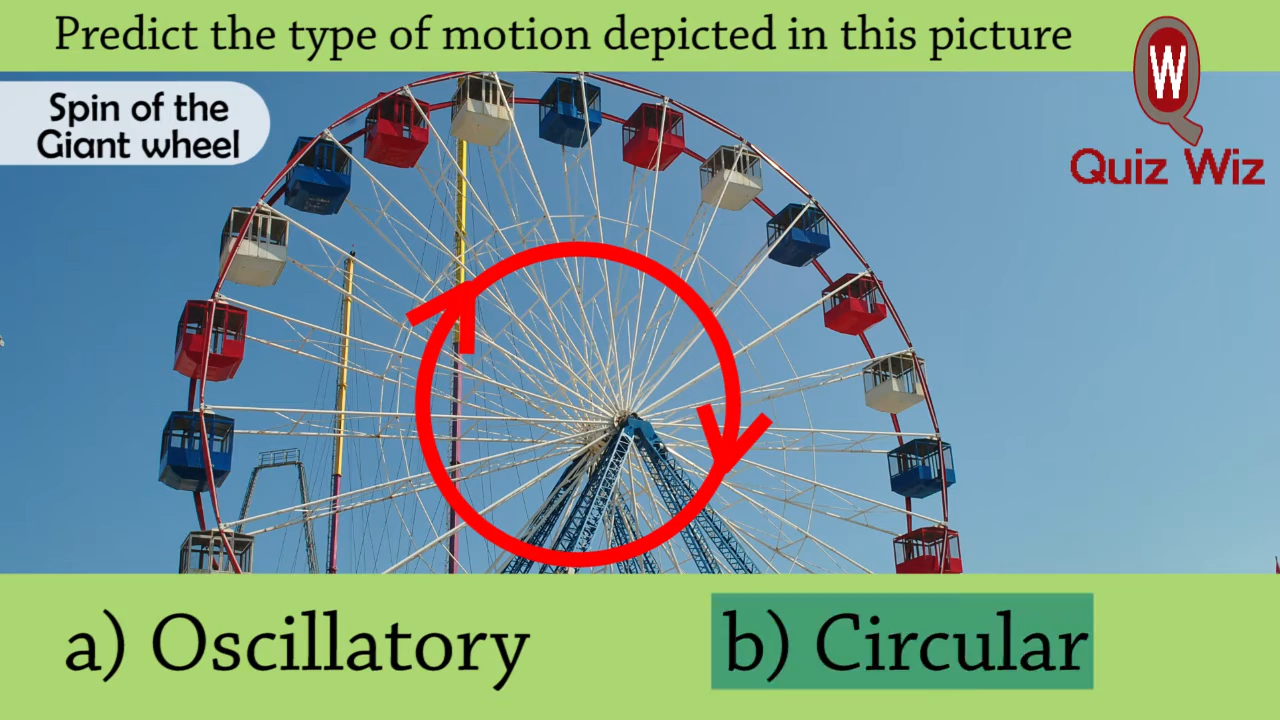 Predict the type of motion depicted in this picture
Spin of the
Giant wheel
W
Quiz Wiz
a) Oscillatory
b) Circular